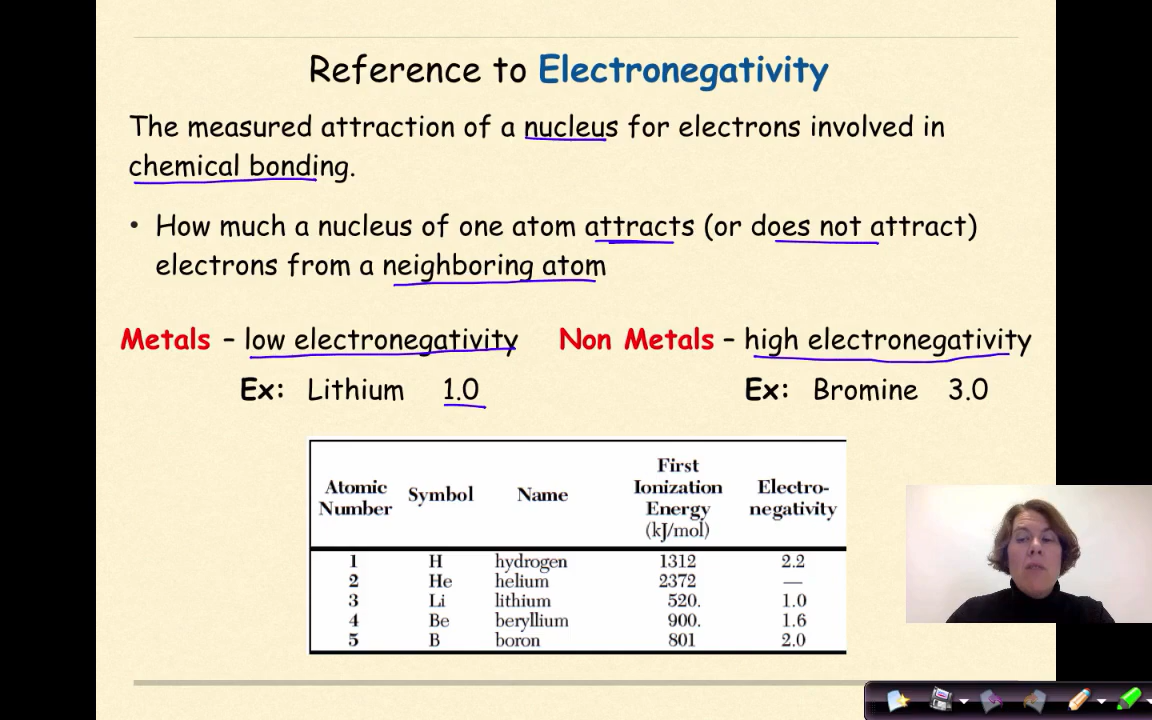 Reference to Electronegativity
The measured attraction of a nucleus for electrons involved in
chemical bonding.
• How much a nucleus of one atom attracts (or does not attract)
electrons from a neighboring atom
Metals – low electronegativity Non Metals – high electronegativity
Ex: Lithium 1.0 Ex: Bromine 3.0
First
Atomic Symbol Name Ionization Electro-
Number Energy negativity
(kJ/mol)
1 H hydrogen 1312 2.2
2 He helium 2372 —
3 Li lithium 520. 1.0
4 Be beryllium 900. 1.6
5 B boron 801 2.0